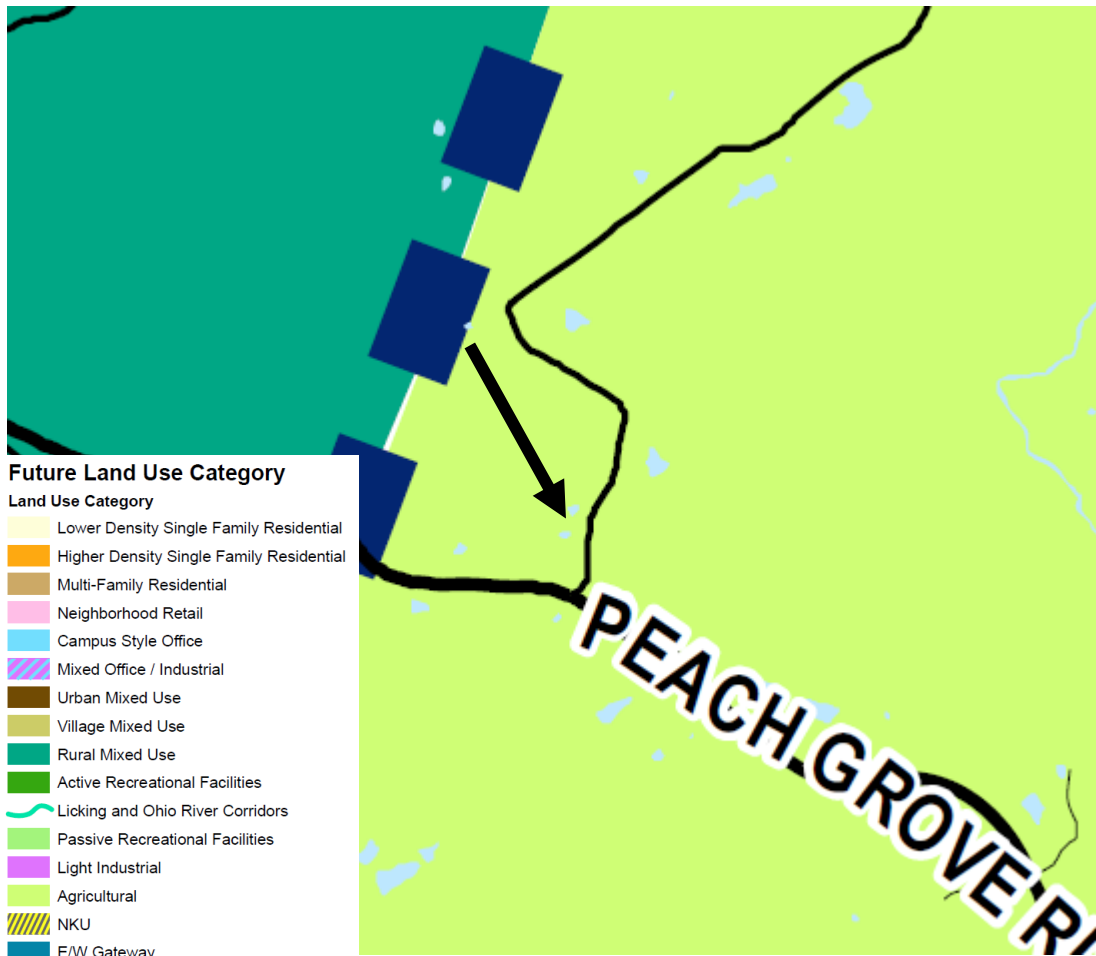 Future Land Use Category
Land Use Category
Lower Density Single Family Residential
Higher Density Single Family Residential
Multi-Family Residential
Neighborhood Retail
Campus Style Office
Mixed Office / Industrial
Urban Mixed Use
Village Mixed Use
Rural Mixed Use
Active Recreational Facilities
Licking and Ohio River Corridors
Passive Recreational Facilities
Light Industrial
Agricultural
NKU
E/W Gateway
PEACH GROVE